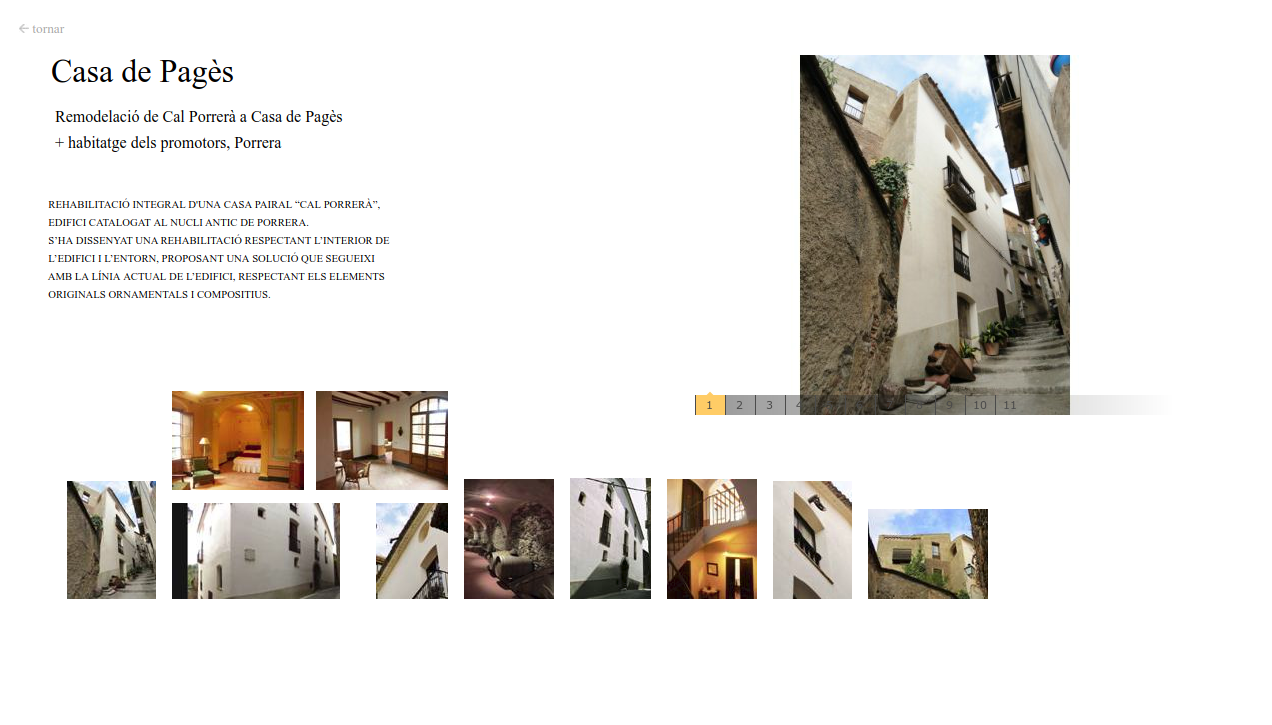 ← tornar
Casa de Pagès
Remodelació de Cal Porrerà a Casa de Pagès
+ habitatge dels promotors, Porrera
REHABILITACIÓ INTEGRAL D'UNA CASA PAIRAL “CAL PORRERÀ”,
EDIFICI CATALOGAT AL NUCLI ANTIC DE PORRERA.
S’HA DISSENYAT UNA REHABILITACIÓ RESPECTANT L’INTERIOR DE
L’EDIFICI I L’ENTORN, PROPOSANT UNA SOLUCIÓ QUE SEGUEIXI
AMB LA LÍNIA ACTUAL DE L’EDIFICI, RESPECTANT ELS ELEMENTS
ORIGINALS ORNAMENTALS I COMPOSITIUS.
1 2 3 4 9 10 11